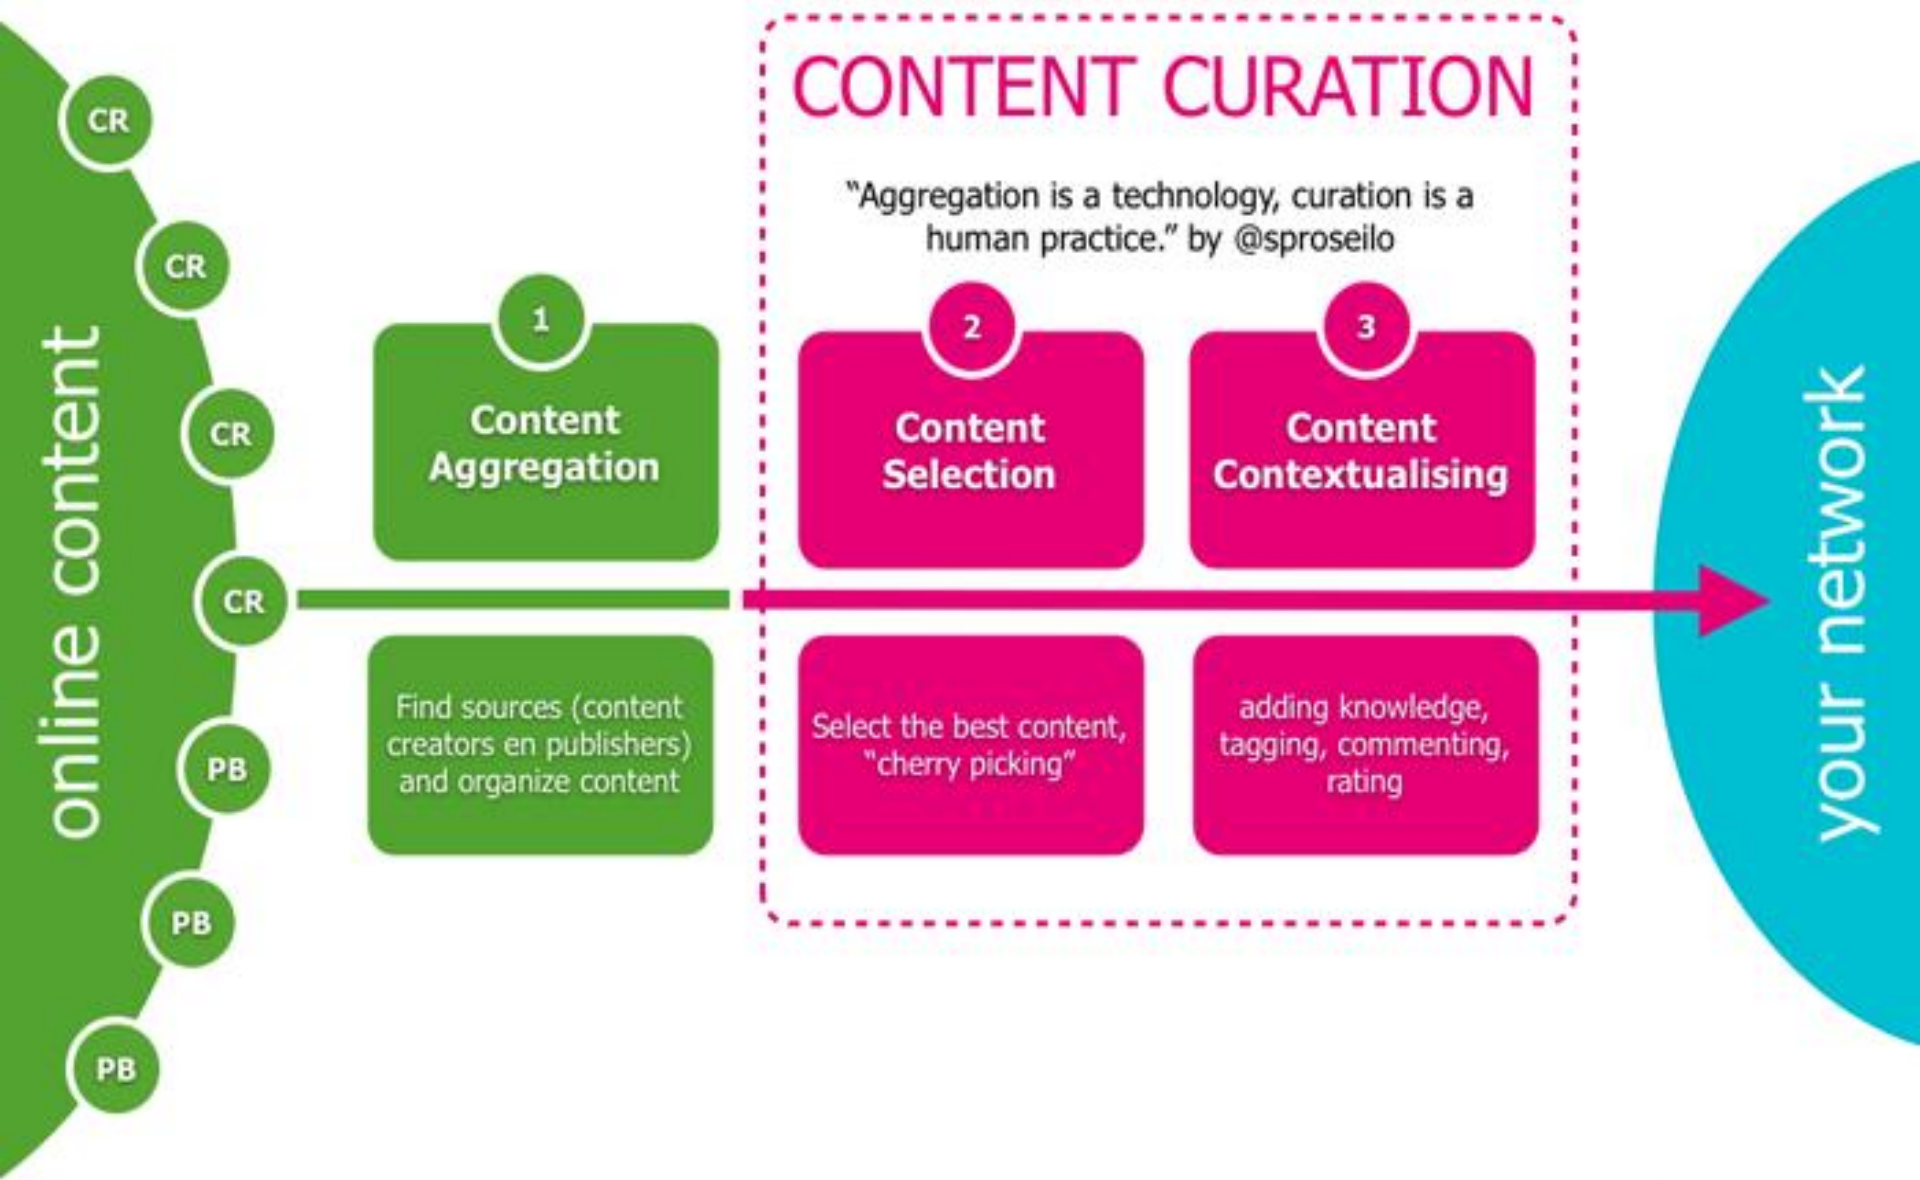 CONTENT CURATION
“Aggregation is a technology, curation is a
human practice.” by @sproseilo
online content
CR
CR
CR
CR
PB
PB
PB
1
Content
Aggregation
Find sources (content
creators en publishers)
and organize content
2
Content
Selection
Select the best content,
“cherry picking”
3
Content
Contextualising
adding knowledge,
tagging, commenting,
rating
your network